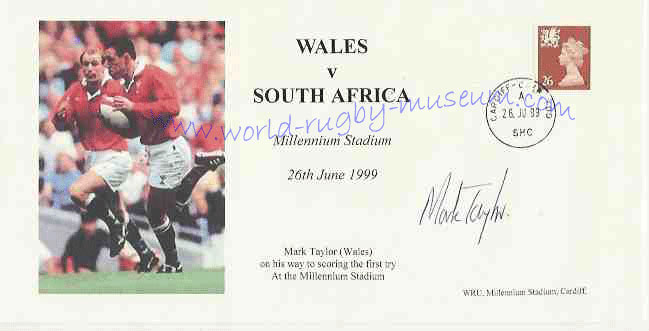 WALES
v
SOUTH AFRICA
www.world-rugby-museum.com
Millennium Stadium
26th June 1999
26
CARDIFF-C
A
26 JU 99
SHC
Mark Taylor.
Mark Taylor (Wales)
on his way to scoring the first try
At the Millennium Stadium
WRU, Millennium Stadium, Cardiff.